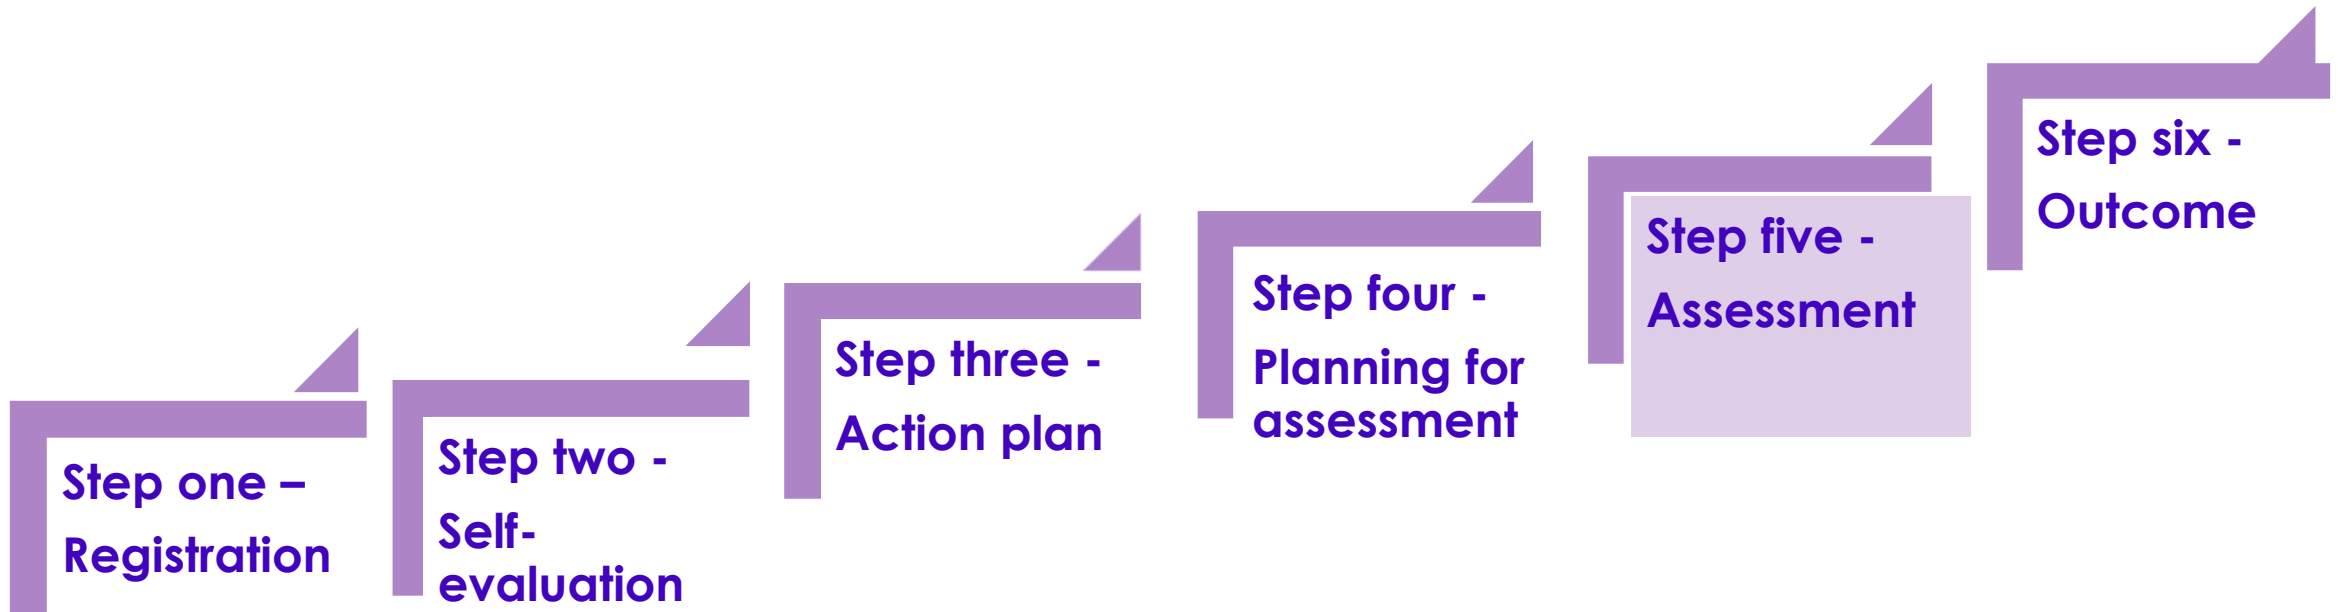 Step one –
Registration
Step two -
Self-
evaluation
Step three -
Action plan
Step four -
Planning for
assessment
Step five -
Assessment
Step six -
Outcome